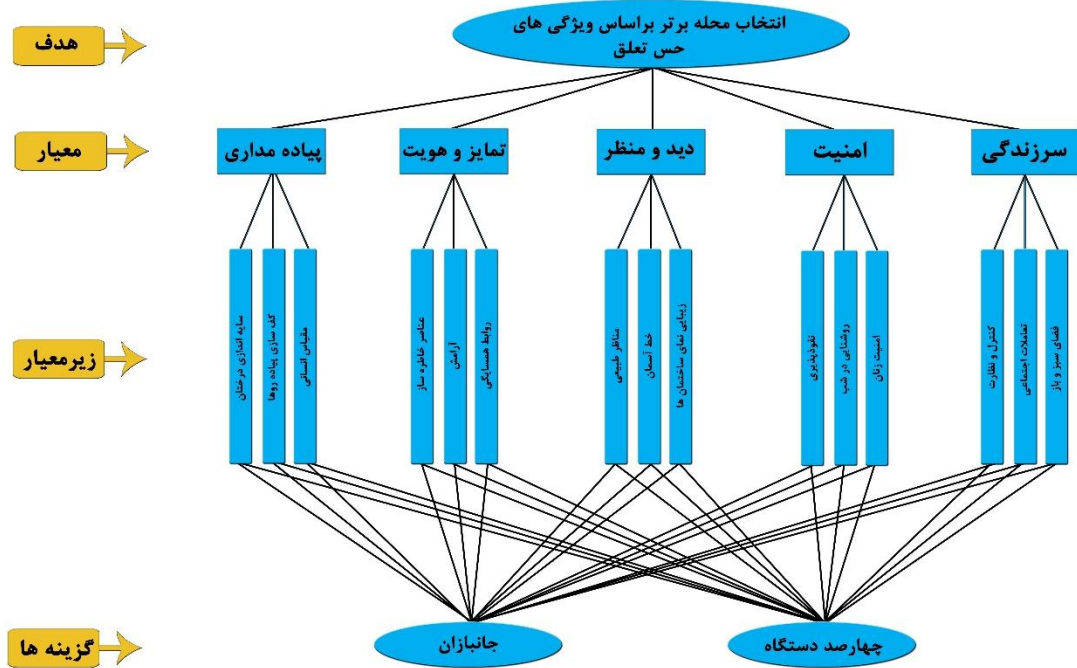 هدف
انتخاب محله برتر براساس ویژگی های
حس تعلق
معیار
سرزندگی
امنیت
دید و منظر
تمایز و هویت
پیاده مداری
زیرمعیار
فضای سبز و باز
تعاملات اجتماعی
کنترل و نظارت
امنیت زنان
روشنایی در شب
نفوذپذیری
زیبایی نمای ساختمان ها
خط آسمان
مناظر طبیعی
روابط همسایگی
آرامش
عناصر خاطره ساز
مقیاس انسانی
کف سازی پیاده روها
سایه اندازی درختان
گزینه ها
چهارصد دستگاه
جانبازان